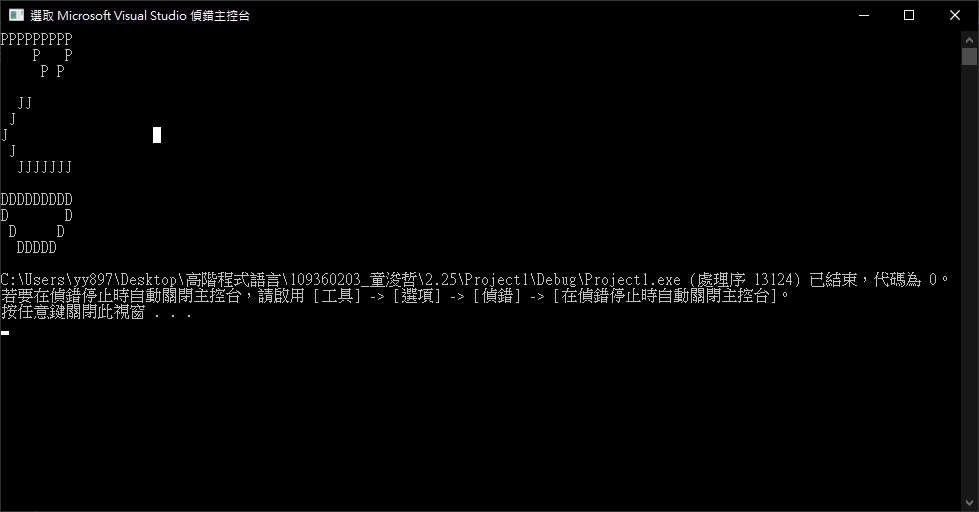 選取 Microsoft Visual Studio 偵錯主控台
PPPPPPPPP
    P   P
     P P

  JJ
 J
J
 J
  JJJJJJJ

DDDDDDDDD
D       D
 D     D
  DDDDD

C:\Users\yy897\Desktop\高階程式語言\109360203_童浚哲\2.25\Project1\Debug\Project1.exe (處理序 13124) 已結束，代碼為 0。
若要在偵錯停止時自動關閉主控台，請啟用 [工具] -> [選項] -> [偵錯] -> [在偵錯停止時自動關閉主控台]。
按任意鍵關閉此視窗 . . .